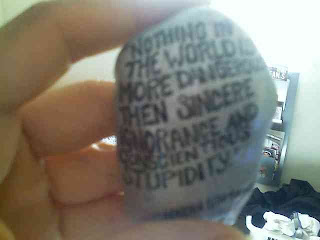 "NOTHING IN
THE WORLD IS
MORE DANGEROUS
THEN SINCERE
IGNORANCE AND
CONSCIENTIOUS
STUPIDITY."